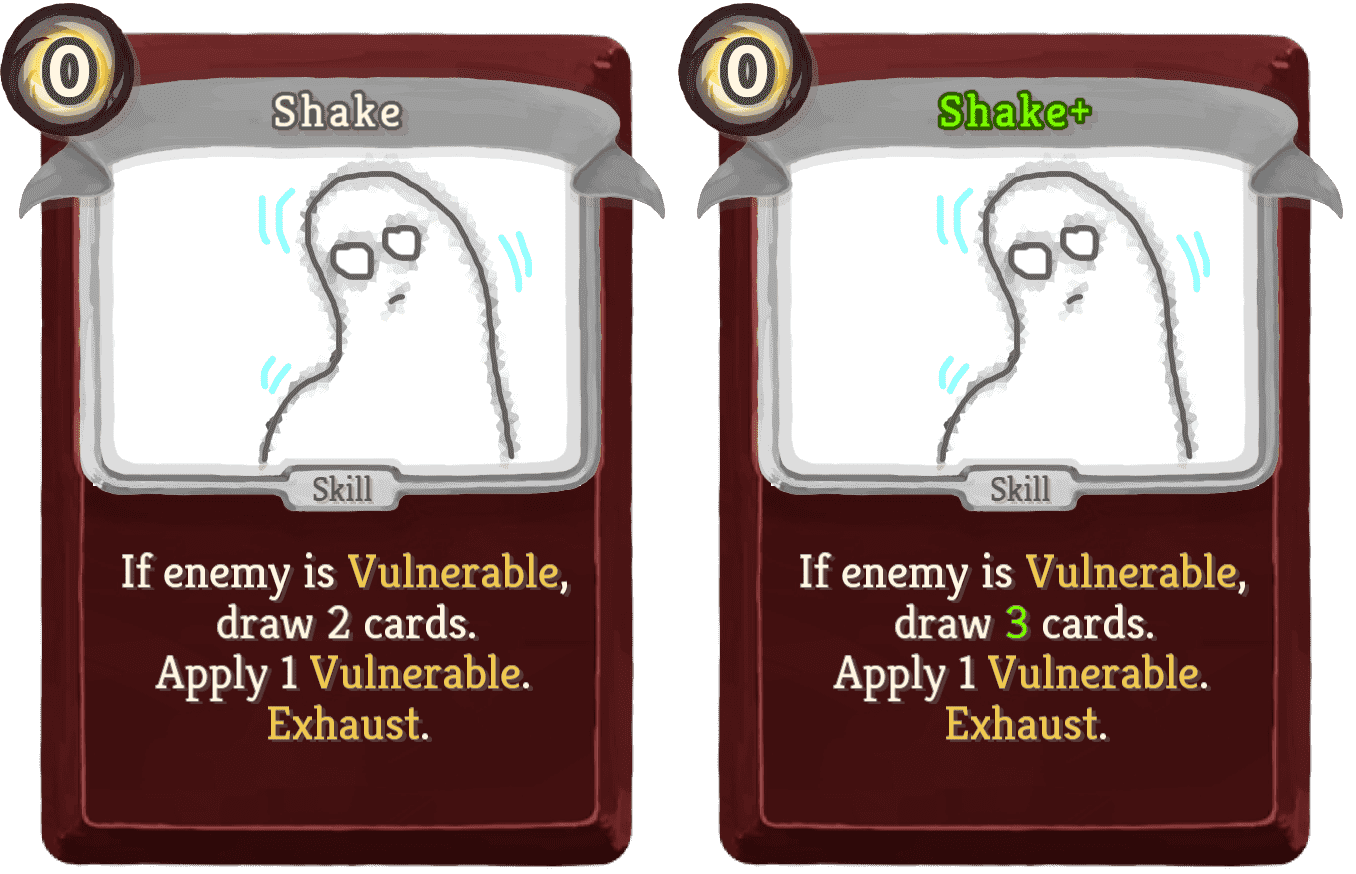 0
Shake
Skill
If enemy is Vulnerable,
draw 2 cards.
Apply 1 Vulnerable.
Exhaust.
0
Shake+
Skill
If enemy is Vulnerable,
draw 3 cards.
Apply 1 Vulnerable.
Exhaust.